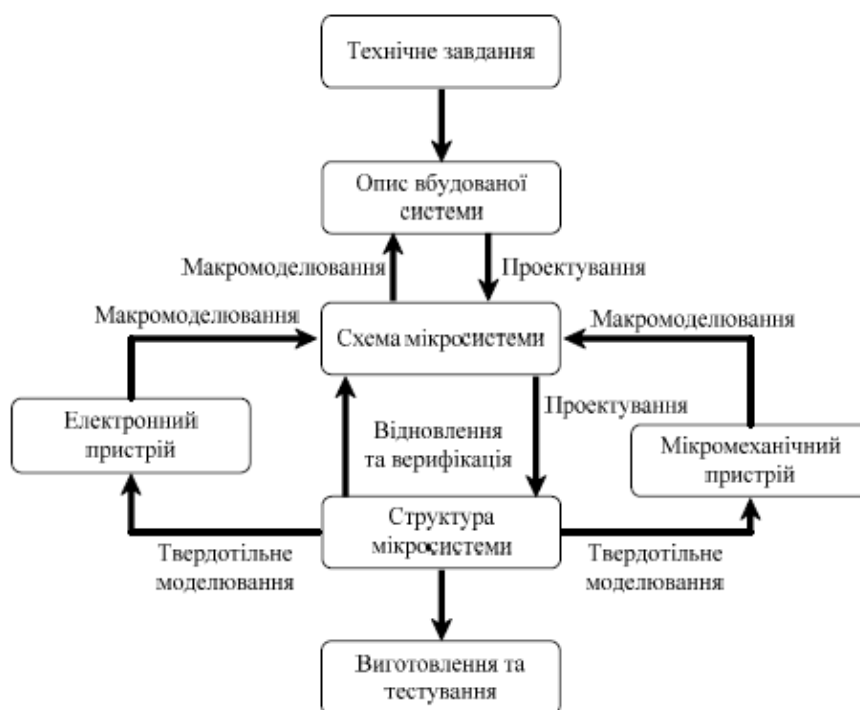 Технічне завдання
Опис вбудованої
системи
Макромоделювання
Проектування
Макромоделювання
Схема мікросистеми
Макромоделювання
Електронний
пристрій
Відновлення
та верифікація
Проектування
Мікромеханічний
пристрій
Структура
мікросистеми
Твердотільне
моделювання
Твердотільне
моделювання
Виготовлення та
тестування